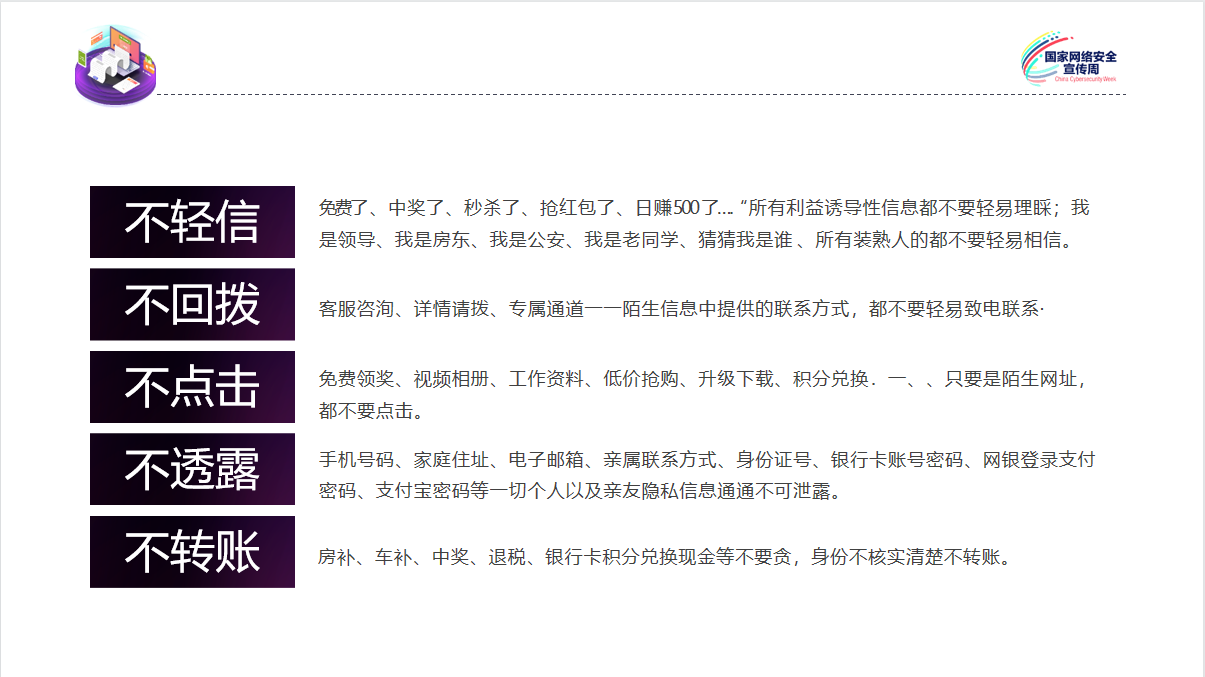 国家网络安全
宣传周
China Cybersecurity Week
不轻信
免费了、中奖了、秒杀了、抢红包了、日赚500了....“所有利益诱导性信息都不要轻易理睬；我
是领导、我是房东、我是公安、我是老同学、猜猜我是谁 、所有装熟人的都不要轻易相信。
不回拨
客服咨询、详情请拨、专属通道一一陌生信息中提供的联系方式，都不要轻易致电联系·
不点击
免费领奖、视频相册、工作资料、低价抢购、升级下载、积分兑换．一、、只要是陌生网址，
都不要点击。
不透露
手机号码、家庭住址、电子邮箱、亲属联系方式、身份证号、银行卡账号密码、网银登录支付
密码、支付宝密码等一切个人以及亲友隐私信息通通不可泄露。
不转账
房补、车补、中奖、退税、银行卡积分兑换现金等不要贪，身份不核实清楚不转账。